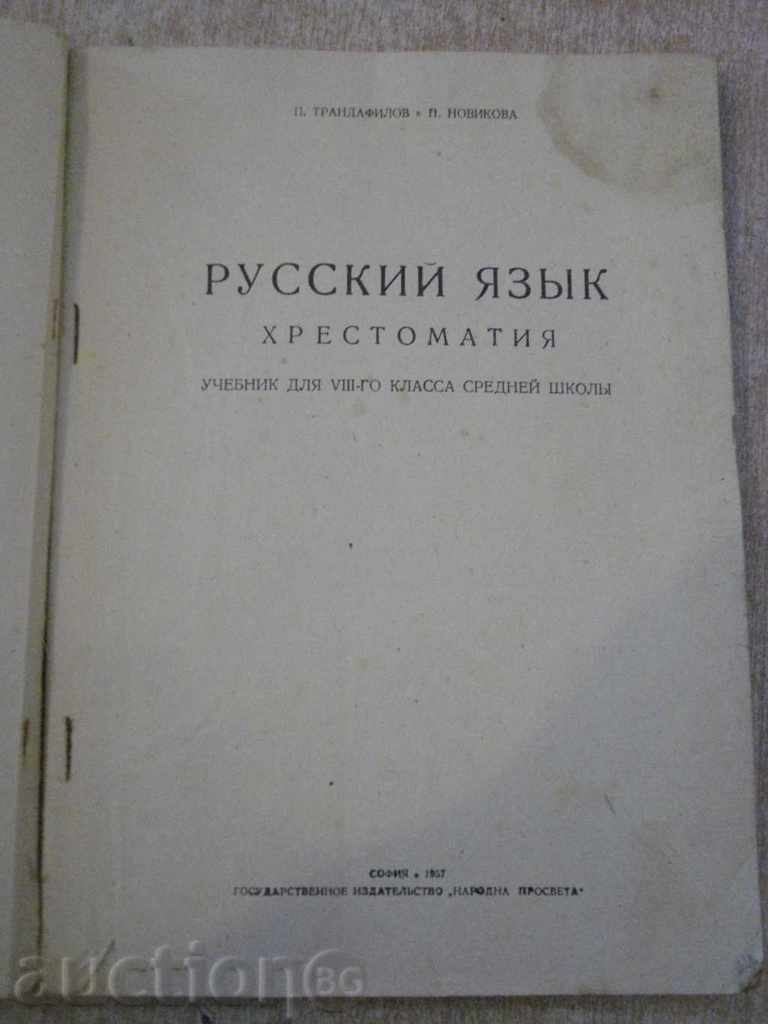 П. ТРАНДАФИЛОВ • П. НОВИКОВА
РУССКИЙ ЯЗЫК
ХРЕСТОМАТИЯ
УЧЕБНИК ДЛЯ VIII-ГО КЛАССА СРЕДНЕЙ ШКОЛЫ
СОФИЯ • 1957
ГОСУДАРСТВЕННОЕ ИЗДАТЕЛЬСТВО „НАРОДНА ПРОСВЕТА"
auction BG